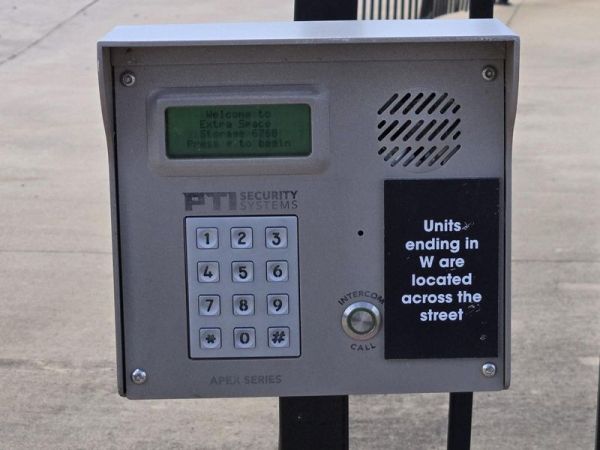 Welcome to
Extra Space
Storage 6268
Press * to begin
PTI SECURITY
SYSTEMS
Units
ending in
W are
located
across the
street
1 2 3
4 5 6
7 8 9
* 0 #
INTERCOM
CALL
APEX SERIES